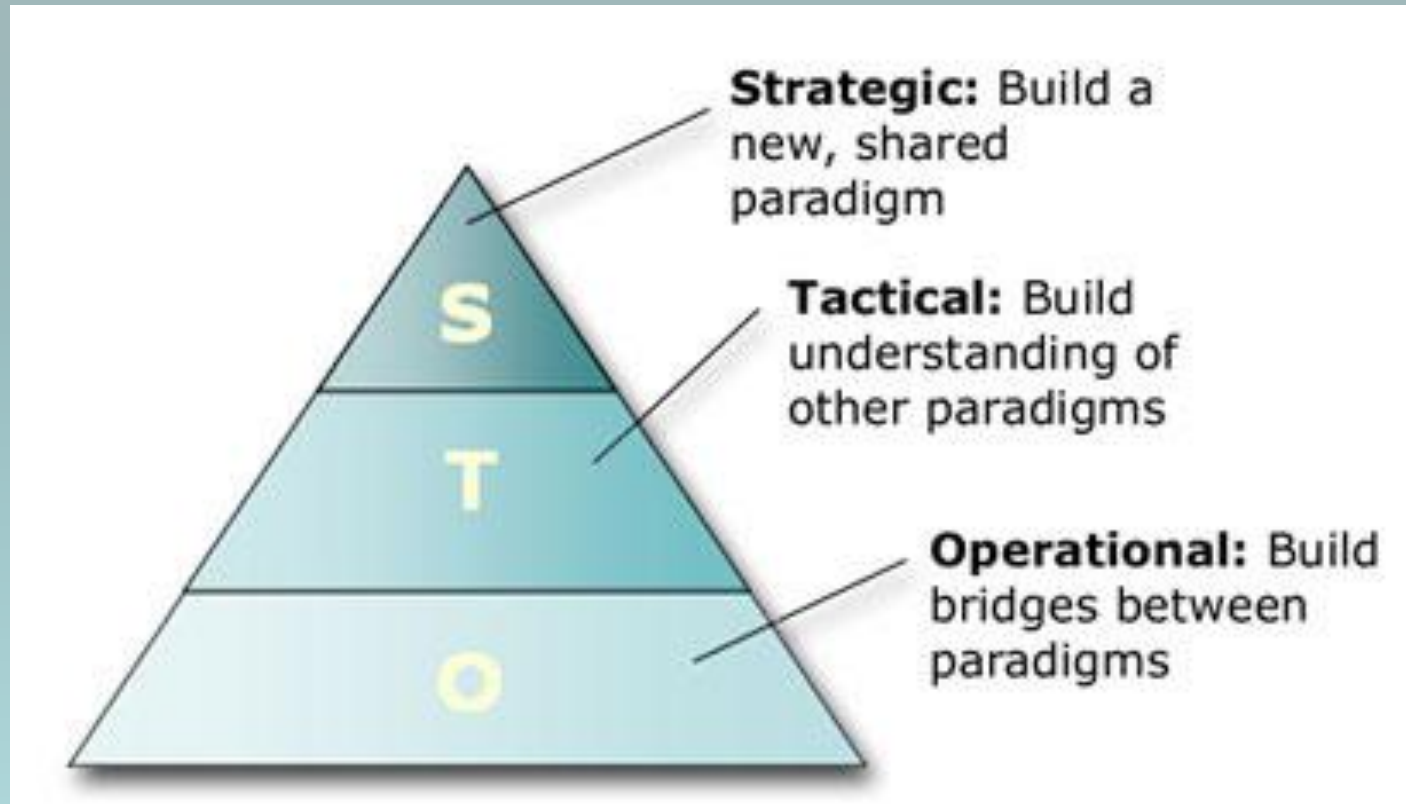 Strategic: Build a
new, shared
paradigm
S
Tactical: Build
understanding of
other paradigms
T
Operational: Build
bridges between
paradigms
O